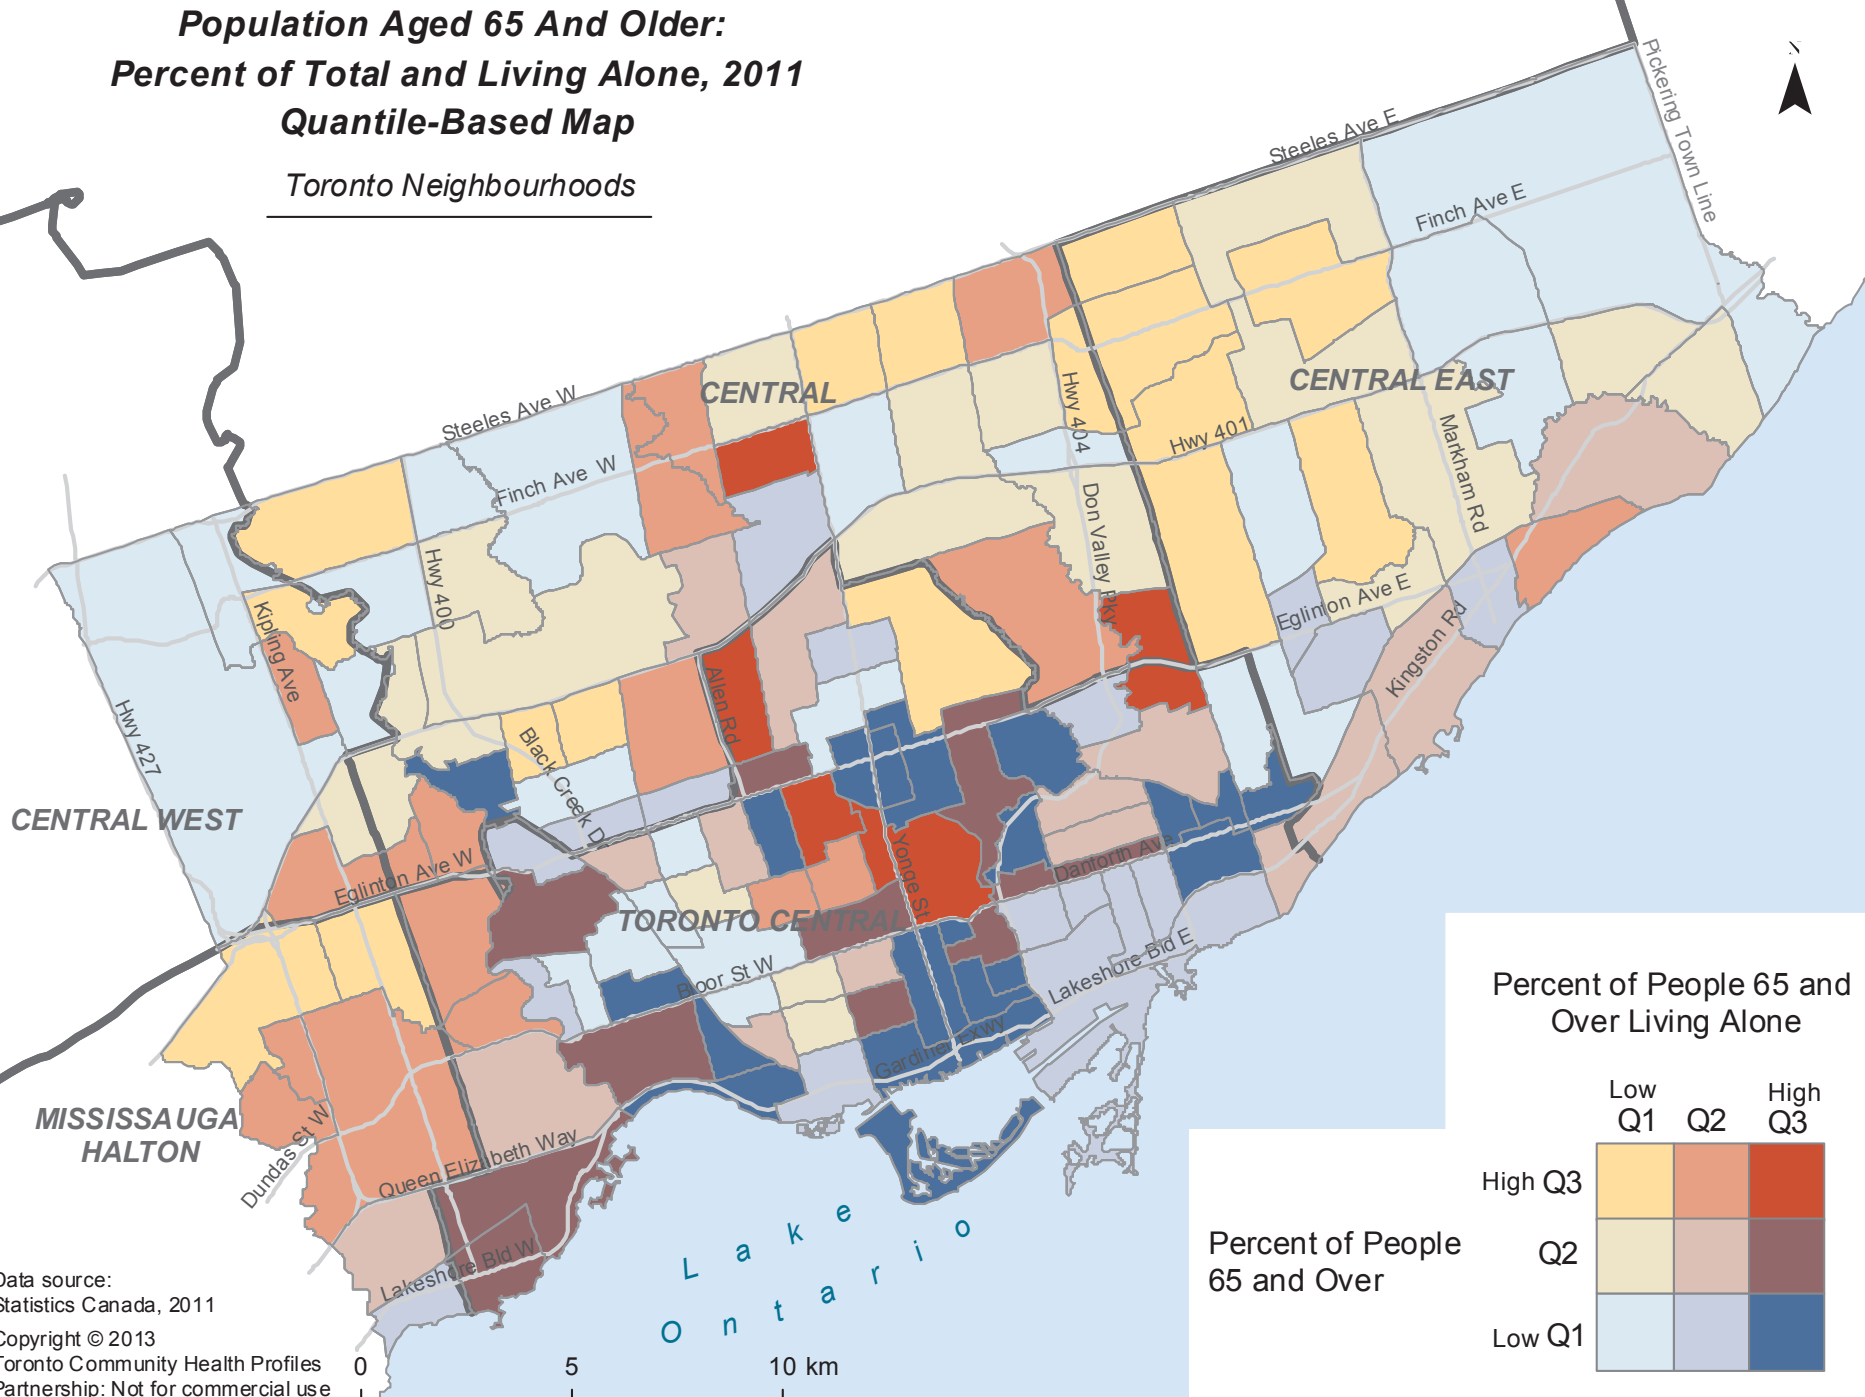 Population Aged 65 And Older:
Percent of Total and Living Alone, 2011
Quantile-Based Map
Toronto Neighbourhoods
N
Pickering Town Line
Steeles Ave E
Finch Ave E
CENTRAL EAST
CENTRAL
Steeles Ave W
Finch Ave W
Hwy 404
Hwy 401
Markham Rd
Hwy 400
Don Valley Pky
Kipling Ave
Eglinton Ave E
Kingston Rd
Hwy 427
Allen Rd
Black Creek D
CENTRAL WEST
Eglinton Ave W
Yonge St
Danforth Ave
TORONTO CENTRAL
Bloor St W
Lakeshore Bld E
Gardiner Exwy
MISSISSAUGA
HALTON
Dundas St W
Queen Elizabeth Way
Lakeshore Bld W
Lake
Ontario
Percent of People 65 and
Over Living Alone
Low High
Q1 Q2 Q3
High Q3
Percent of People
65 and Over
Q2
Low Q1
Data source:
Statistics Canada, 2011
Copyright © 2013
Toronto Community Health Profiles
Partnership: Not for commercial use
0 5 10 km